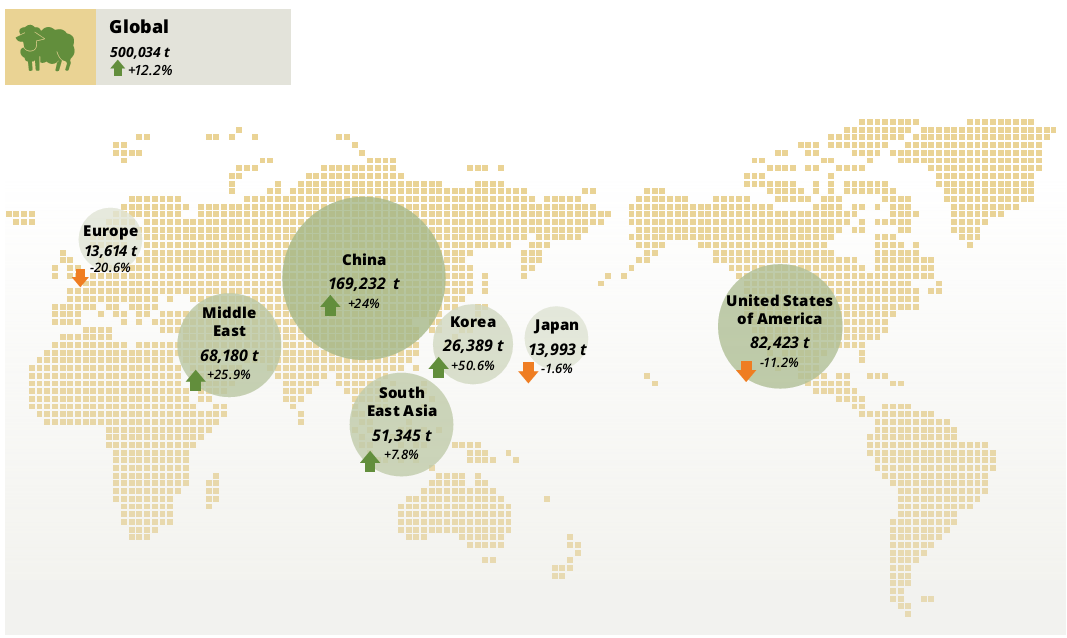 Global
500,034 t
+12.2%
Europe
13,614 t
-20.6%
China
169,232 t
+24%
Middle
East
68,180 t
+25.9%
Korea
26,389 t
+50.6%
Japan
13,993 t
-1.6%
United States
of America
82,423 t
-11.2%
South
East Asia
51,345 t
+7.8%